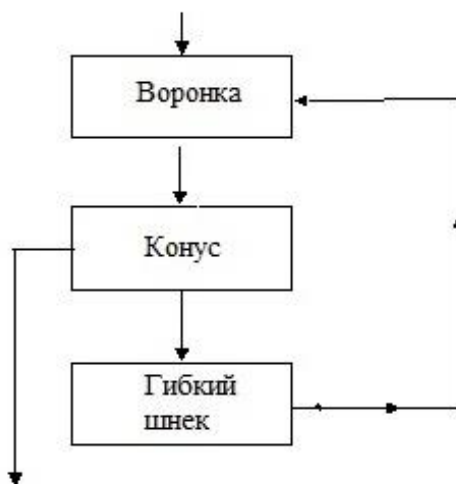 Воронка
Конус
Гибкий
шнек